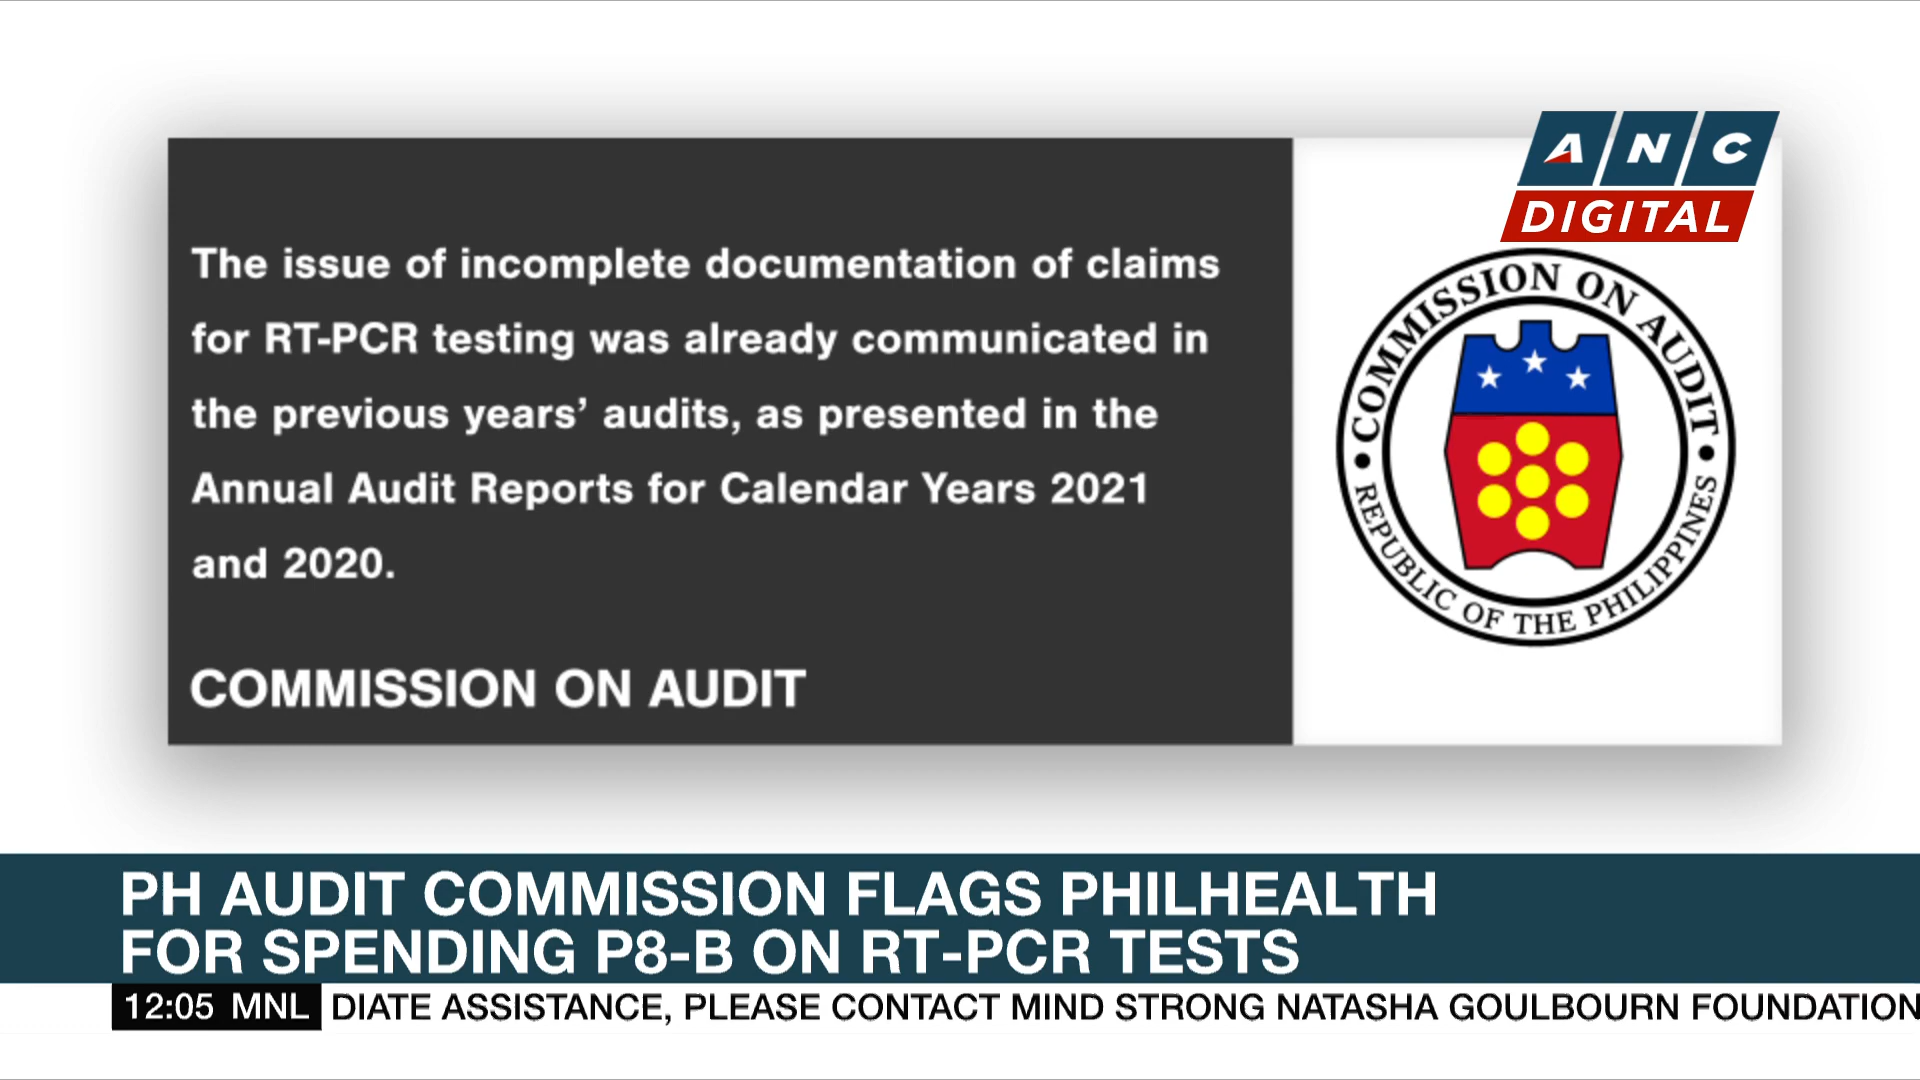 ANC
DIGITAL
The issue of incomplete documentation of claims
for RT-PCR testing was already communicated in
the previous years’ audits, as presented in the
Annual Audit Reports for Calendar Years 2021
and 2020.
COMMISSION ON AUDIT
• COMMISSION ON AUDIT •
REPUBLIC OF THE PHILIPPINES
PH AUDIT COMMISSION FLAGS PHILHEALTH
FOR SPENDING P8-B ON RT-PCR TESTS
12:05 MNL DIATE ASSISTANCE, PLEASE CONTACT MIND STRONG NATASHA GOULBOURN FOUNDATION